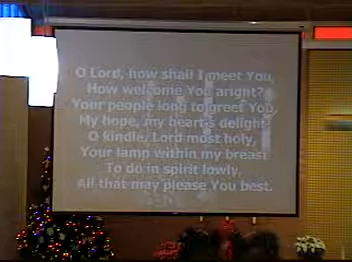 O Lord, how shall I meet You,
How welcome You aright?
Your people long to greet You,
My hope, my heart's delight!
O kindle, Lord most holy,
Your lamp within my breast
To do in spirit lowly,
All that may please You best.